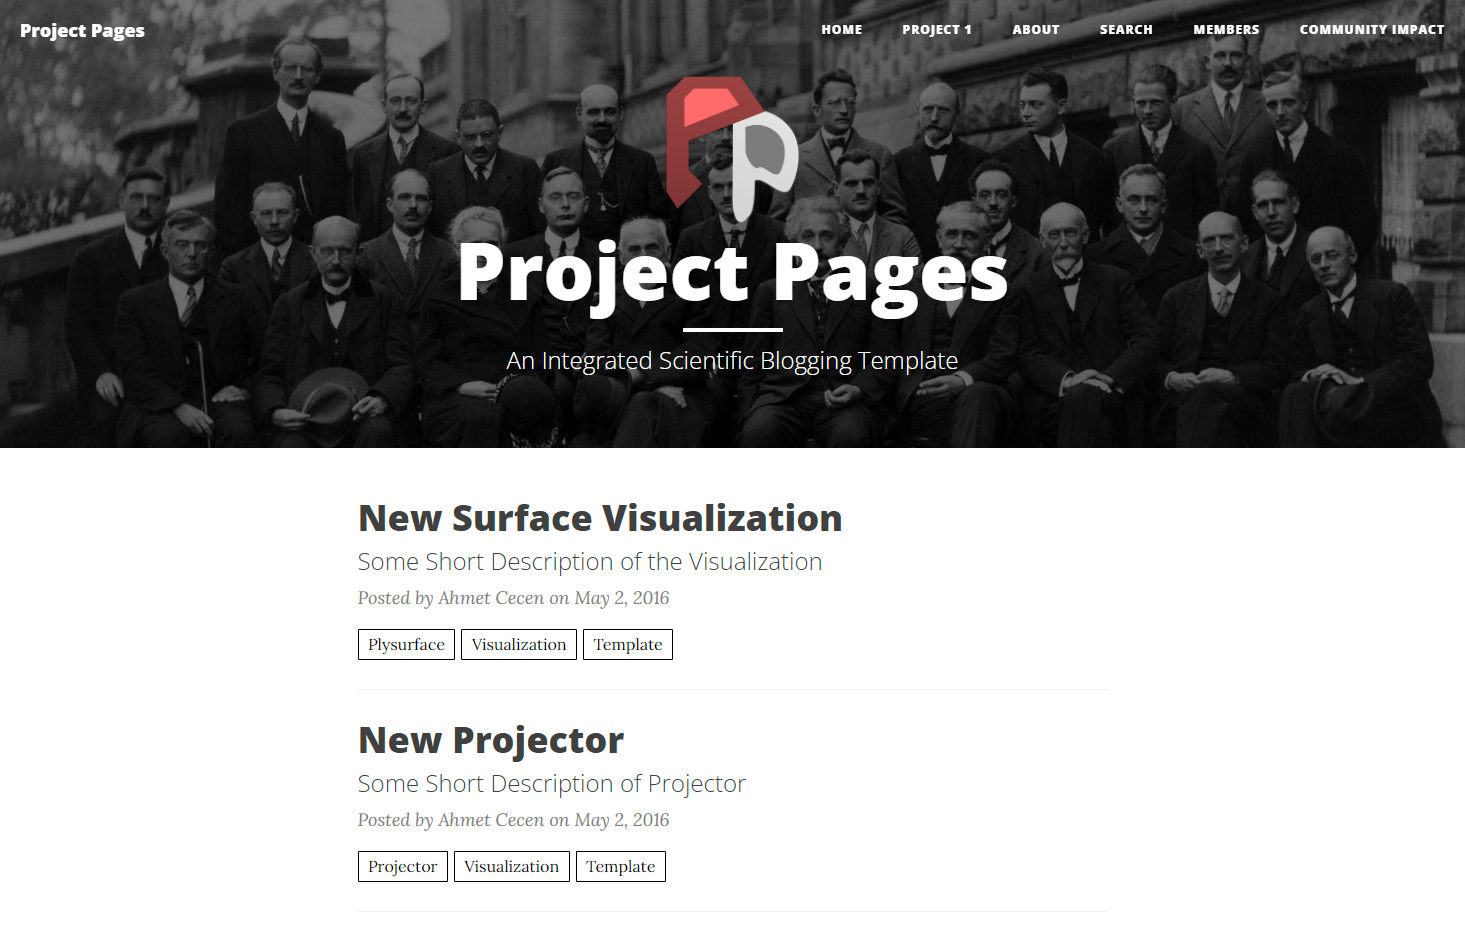 Project Pages
HOME PROJECT 1 ABOUT SEARCH MEMBERS COMMUNITY IMPACT
Project Pages
An Integrated Scientific Blogging Template
New Surface Visualization
Some Short Description of the Visualization
Posted by Ahmet Cecen on May 2, 2016
Plysurface Visualization Template
New Projector
Some Short Description of Projector
Posted by Ahmet Cecen on May 2, 2016
Projector Visualization Template